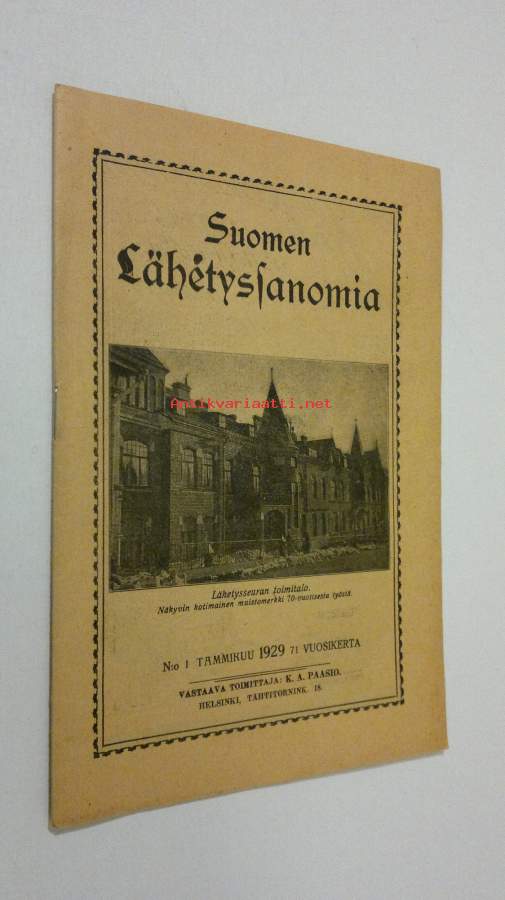 Suomen
Lähetysſanomia
Antikvariaatti.net
Lähetysseuran toimitalo.
Näkyvin kotimainen muistomerkki 70-vuotisesta työstä.
N:o 1 TAMMIKUU 1929 71 VUOSIKERTA
VASTAAVA TOIMITTAJA: K. A. PAASIO.
HELSINKI, TÄHTITORNINK. 18.